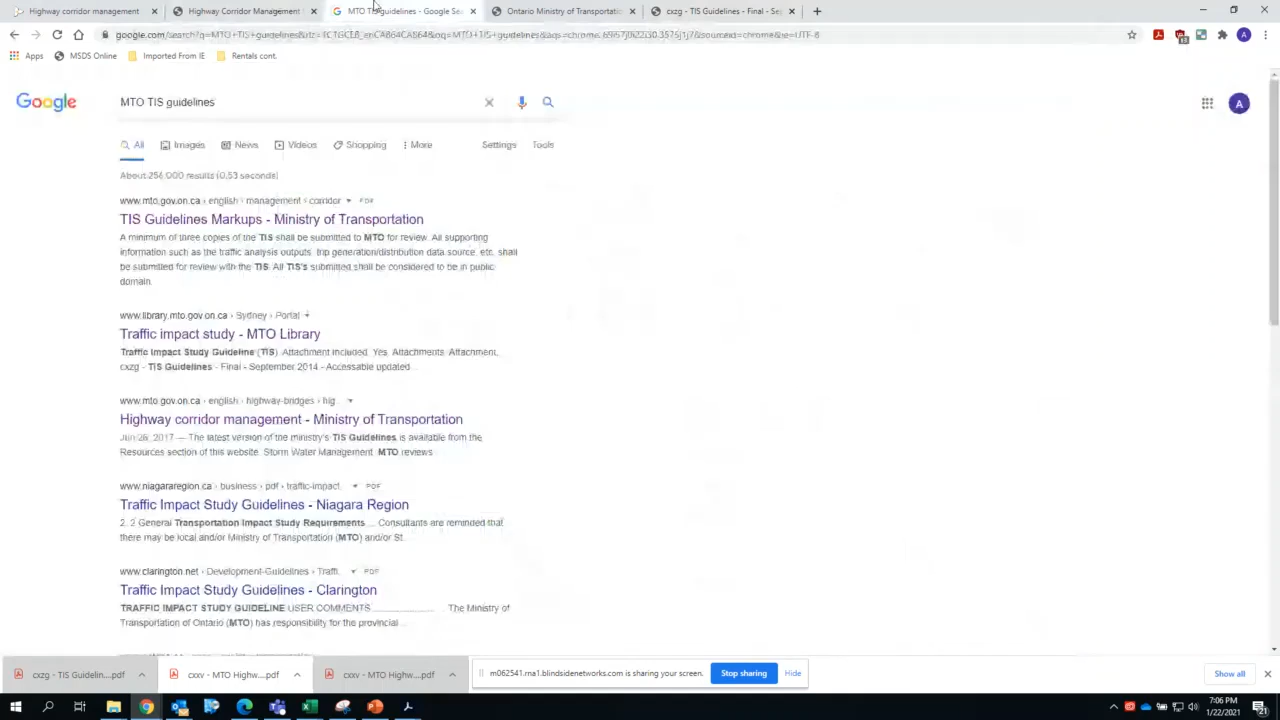 Highway corridor management
Highway Corridor Management
MTO TIS guidelines - Google Se
Ontario Ministry of Transportatio
cxzg - TIS Guidelines - Final - Se
Apps
MSDS Online
Imported From IE
Rentals cont.
Google
MTO TIS guidelines
A
All
Images
News
Videos
Shopping
More
Settings
Tools
About 256,000 results (0.53 seconds)
www.mto.gov.on.ca › english › management › corridor PDF
TIS Guidelines Markups - Ministry of Transportation
A minimum of three copies of the TIS shall be submitted to MTO for review. All supporting
information such as the traffic analysis outputs, trip generation/distribution data source, etc. shall
be submitted for review with the TIS. All TIS's submitted shall be considered to be in public
domain.
www.library.mto.gov.on.ca › Sydney › Portal
Traffic impact study - MTO Library
Traffic Impact Study Guideline (TIS). Attachment Included, Yes. Attachments, Attachment,
cxzg - TIS Guidelines - Final - September 2014 - Accessable updated ...
www.mto.gov.on.ca › english › highway-bridges › hig...
Highway corridor management - Ministry of Transportation
Jun 26, 2017 — The latest version of the ministry's TIS Guidelines is available from the
Resources section of this website. Storm Water Management. MTO reviews ...
www.niagararegion.ca › business › pdf › traffic-impact... PDF
Traffic Impact Study Guidelines - Niagara Region
2. 2 General Transportation Impact Study Requirements ... Consultants are reminded that
there may be local and/or Ministry of Transportation (MTO) and/or St...
www.clarington.net › Development-Guidelines › Traffi... PDF
Traffic Impact Study Guidelines - Clarington
TRAFFIC IMPACT STUDY GUIDELINE USER COMMENTS ... The Ministry of
Transportation of Ontario (MTO) has responsibility for the provincial ...
cxzg - TIS Guidelin....pdf
cxxv - MTO Highw....pdf
cxxv - MTO Highw....pdf
m062541.rna1.blindsidenetworks.com is sharing your screen.
Stop sharing
Hide
Show all
7:06 PM
1/22/2021
21